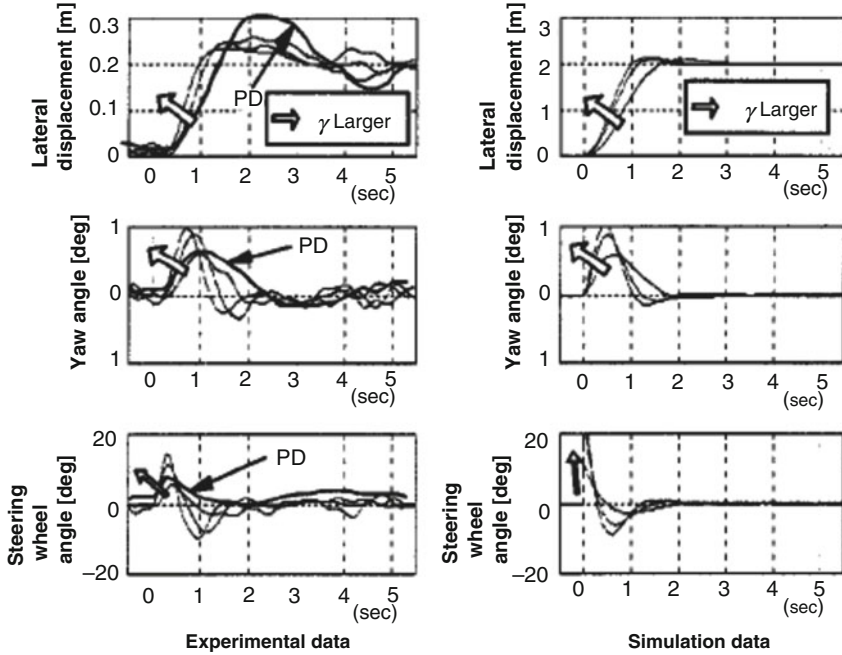 Lateral
displacement [m]
0.3
0.2
0.1
0
PD
γ Larger
0 1 2 3 4 5
(sec)
Lateral
displacement [m]
3
2
1
0
γ Larger
0 1 2 3 4 5
(sec)
Yaw angle [deg]
1
0
1
PD
0 1 2 3 4 5
(sec)
Yaw angle [deg]
1
0
1
0 1 2 3 4 5
(sec)
Steering
wheel
angle [deg]
20
0
–20
PD
0 1 2 3 4 5
(sec)
Steering
wheel
angle [deg]
20
0
–20
0 1 2 3 4 5
(sec)
Experimental data
Simulation data